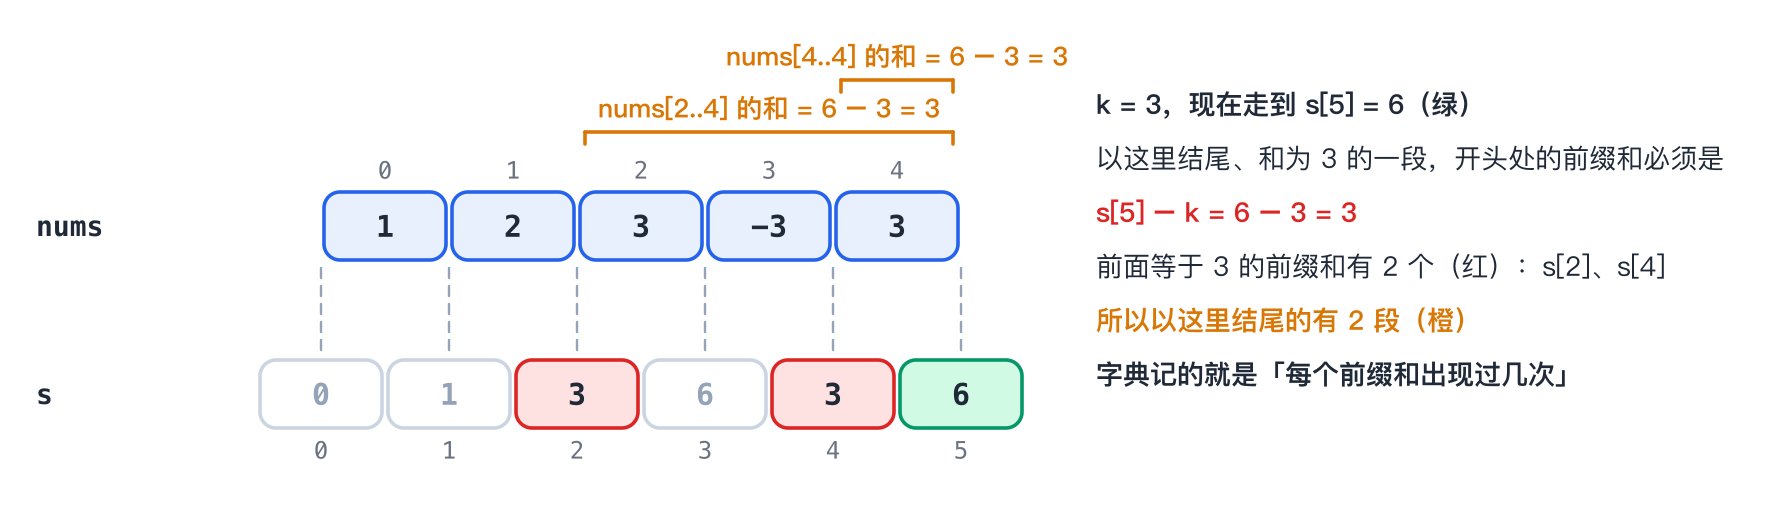 nums[4..4] 的和 = 6 − 3 = 3
nums[2..4] 的和 = 6 − 3 = 3
0 1 2 3 4
nums 1 2 3 −3 3
s 0 1 3 6 3 6
0 1 2 3 4 5
k = 3，现在走到 s[5] = 6（绿）
以这里结尾、和为 3 的一段，开头处的前缀和必须是
s[5] − k = 6 − 3 = 3
前面等于 3 的前缀和有 2 个（红）：s[2]、s[4]
所以以这里结尾的有 2 段（橙）
字典记的就是「每个前缀和出现过几次」